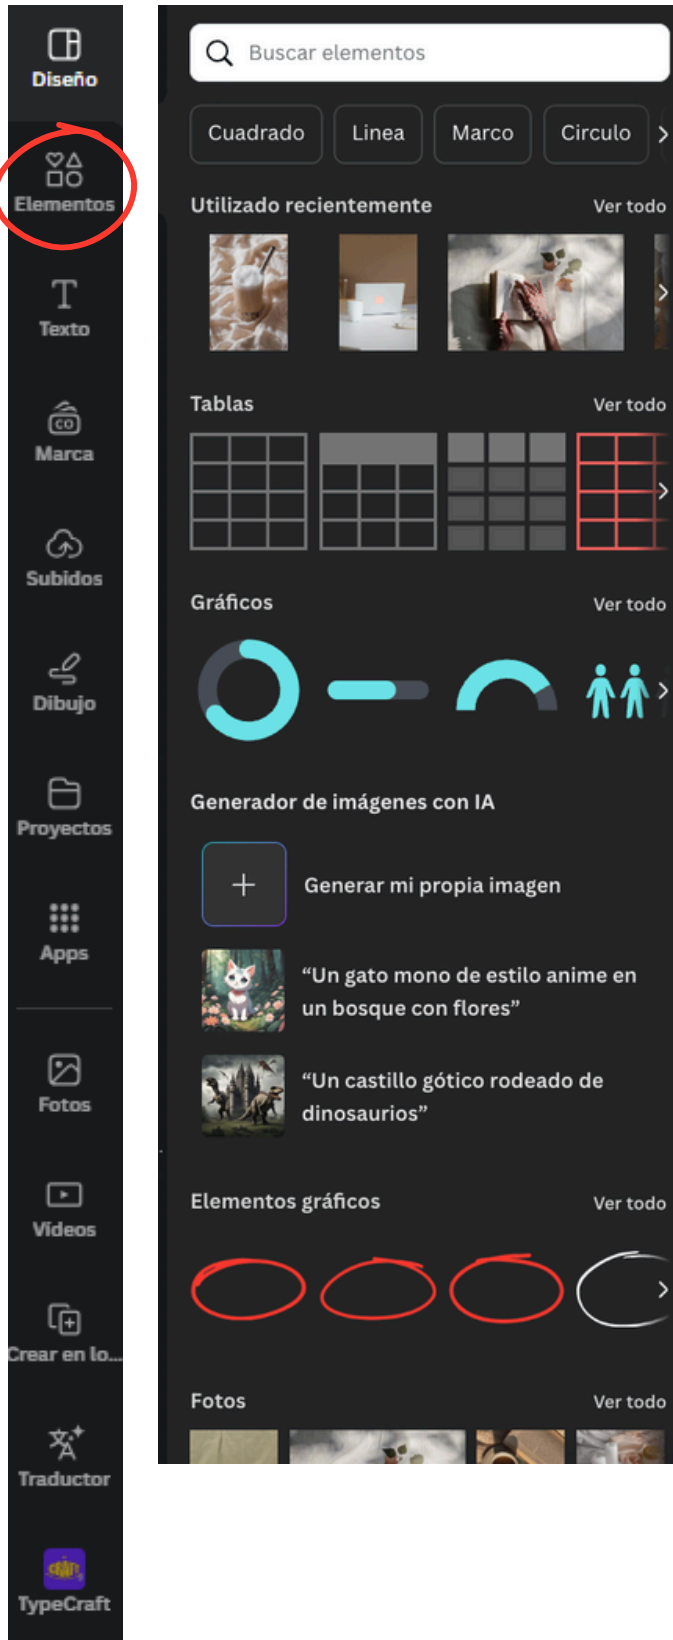 Diseño
Elementos
Texto
CO
Marca
Subidos
Dibujo
Proyectos
Apps
Fotos
Vídeos
Crear en lo...
Traductor
CRAFT
TypeCraft
Buscar elementos
Cuadrado Linea Marco Circulo
Utilizado recientemente Ver todo
Tablas Ver todo
Gráficos Ver todo
Generador de imágenes con IA
Generar mi propia imagen
“Un gato mono de estilo anime en
un bosque con flores”
“Un castillo gótico rodeado de
dinosaurios”
Elementos gráficos Ver todo
Fotos Ver todo